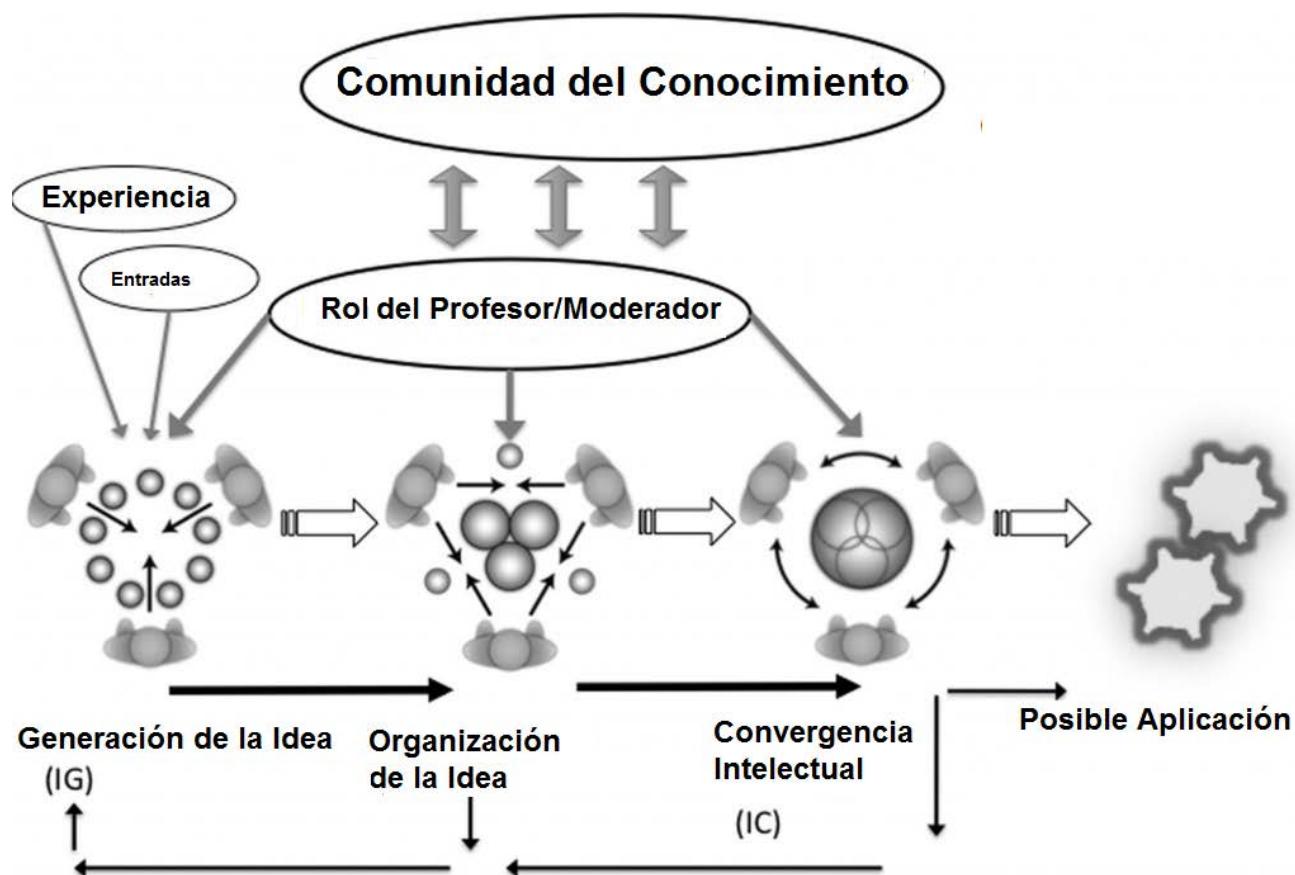 Comunidad del Conocimiento
Experiencia
Entradas
Rol del Profesor/Moderador
Generación de la Idea
(IG)
Organización
de la Idea
Convergencia
Intelectual
(IC)
Posible Aplicación